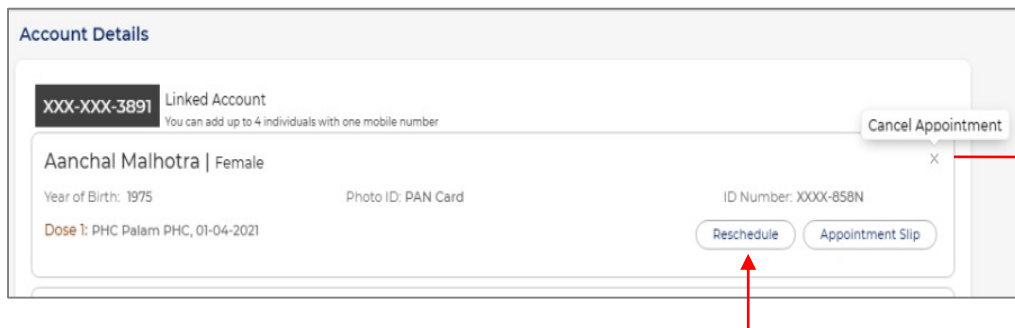 Account Details
XXX-XXX-3891 Linked Account
You can add up to 4 individuals with one mobile number
Cancel Appointment
Aanchal Malhotra | Female
X
Year of Birth: 1975 Photo ID: PAN Card ID Number: XXXX-858N
Dose 1: PHC Palam PHC, 01-04-2021 Reschedule Appointment Slip